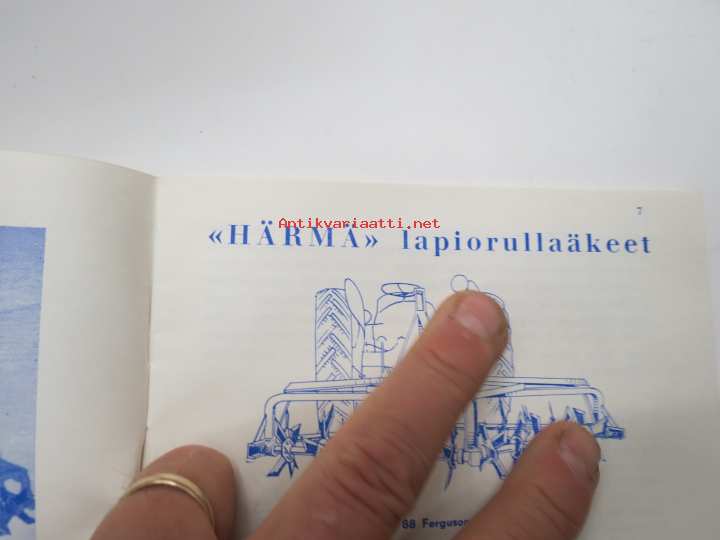 7
Antikvariaatti.net
«HÄRMÄ» lapiorullaäkeet
88 Ferguson